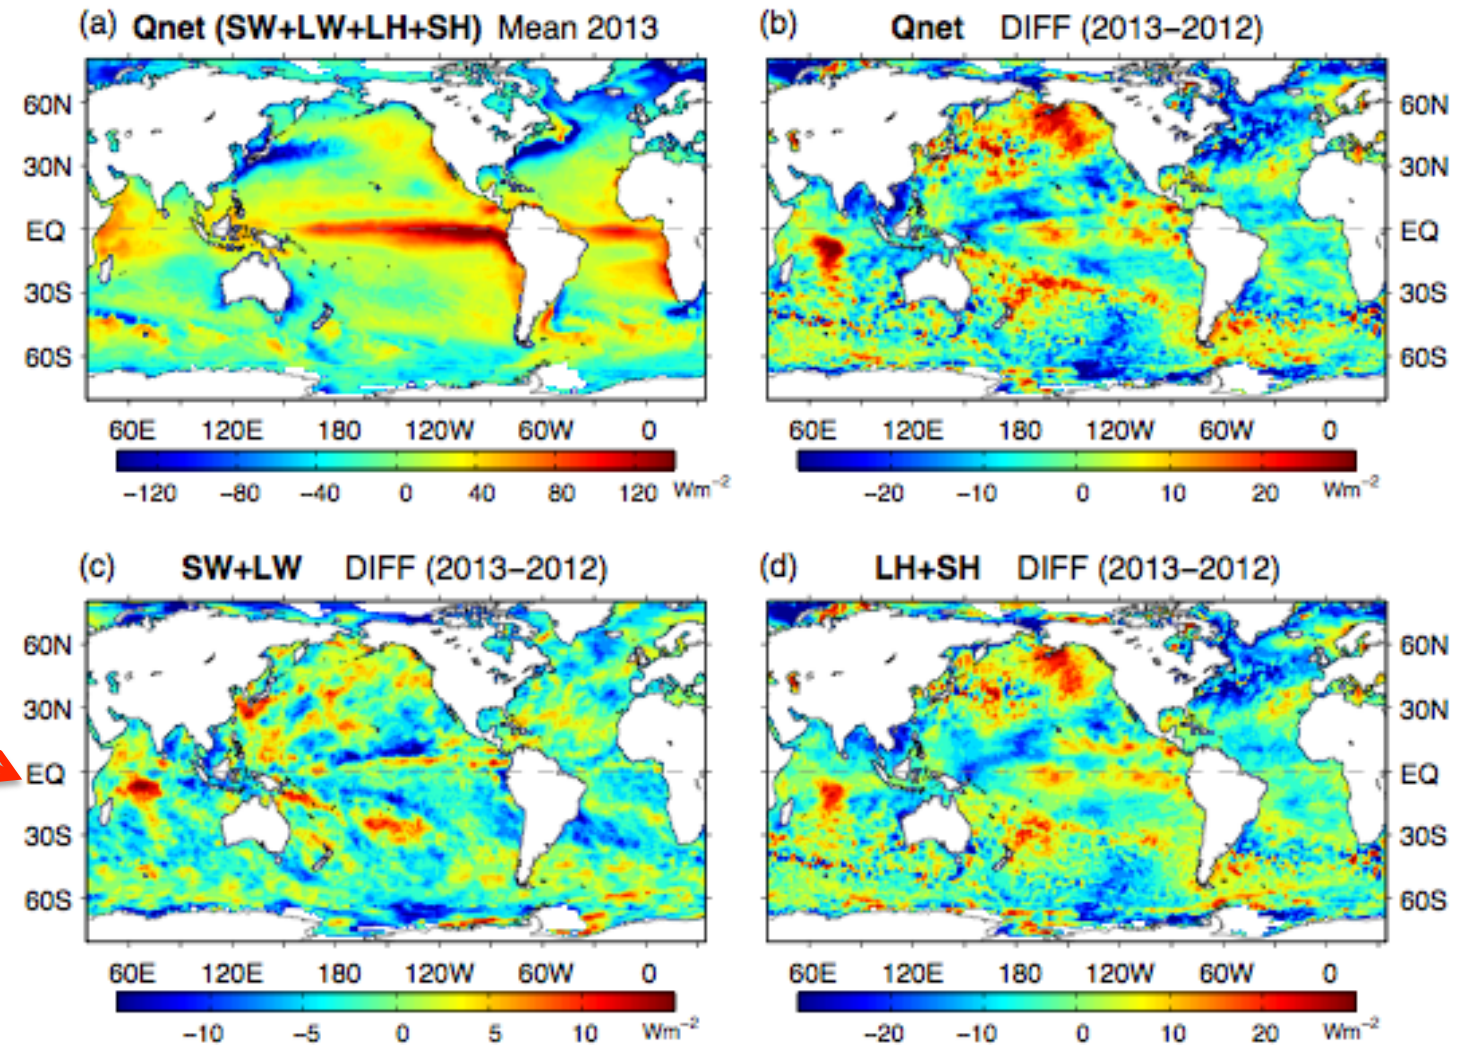 (a) Qnet (SW+LW+LH+SH) Mean 2013
60N
30N
EQ
30S
60S
60E 120E 180 120W 60W 0
−120 −80 −40 0 40 80 120 Wm−2
(b) Qnet DIFF (2013−2012)
60N
30N
EQ
30S
60S
60E 120E 180 120W 60W 0
−20 −10 0 10 20 Wm−2
(c) SW+LW DIFF (2013−2012)
60N
30N
EQ
30S
60S
60E 120E 180 120W 60W 0
−10 −5 0 5 10 Wm−2
(d) LH+SH DIFF (2013−2012)
60N
30N
EQ
30S
60S
60E 120E 180 120W 60W 0
−20 −10 0 10 20 Wm−2